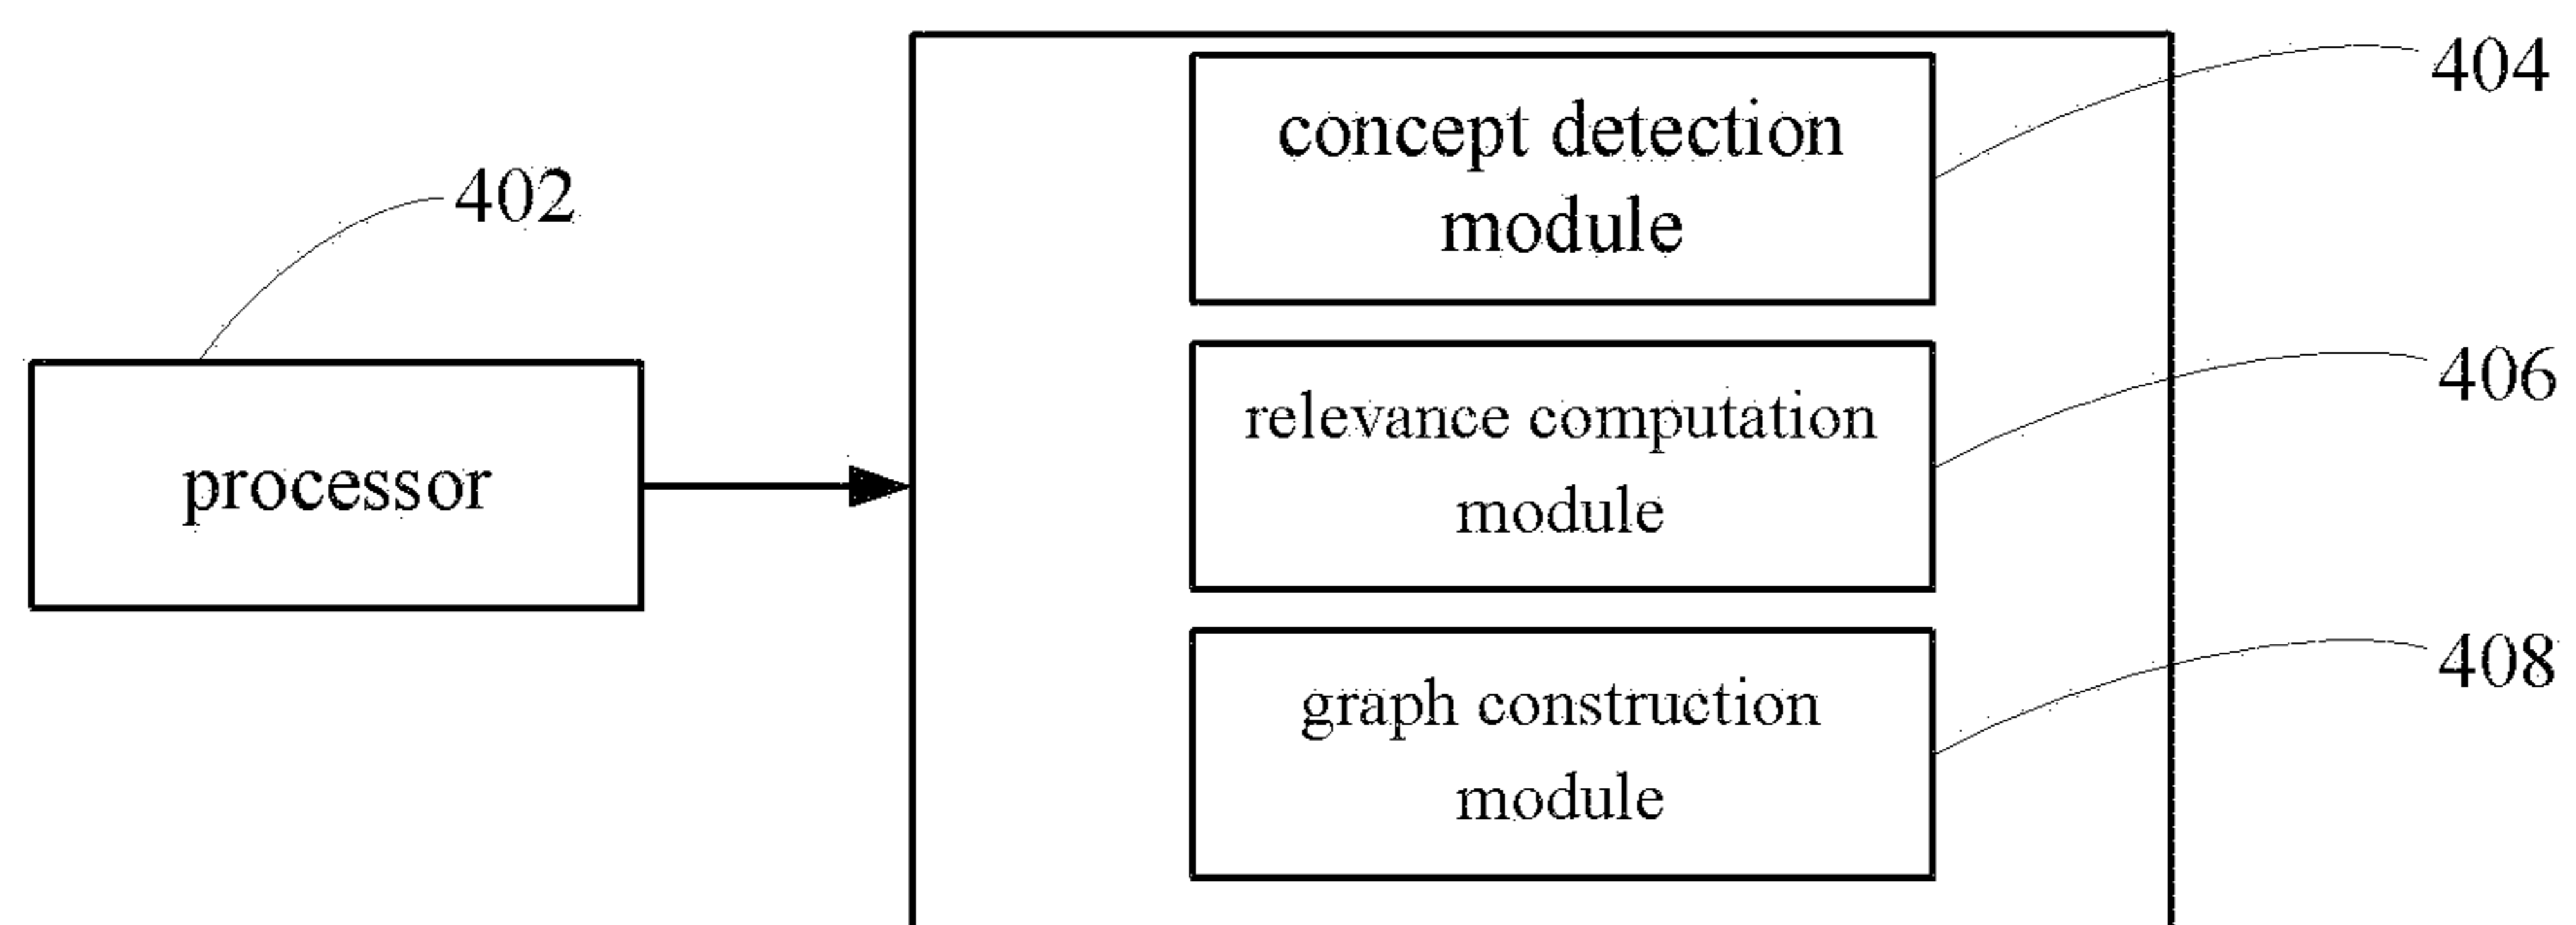 404
concept detection
module
402
406
relevance computation
module
processor
408
graph construction
module